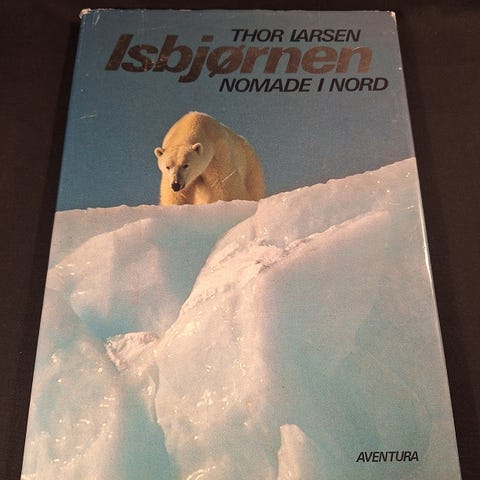 THOR LARSEN
Isbjørnen
NOMADE I NORD
AVENTURA